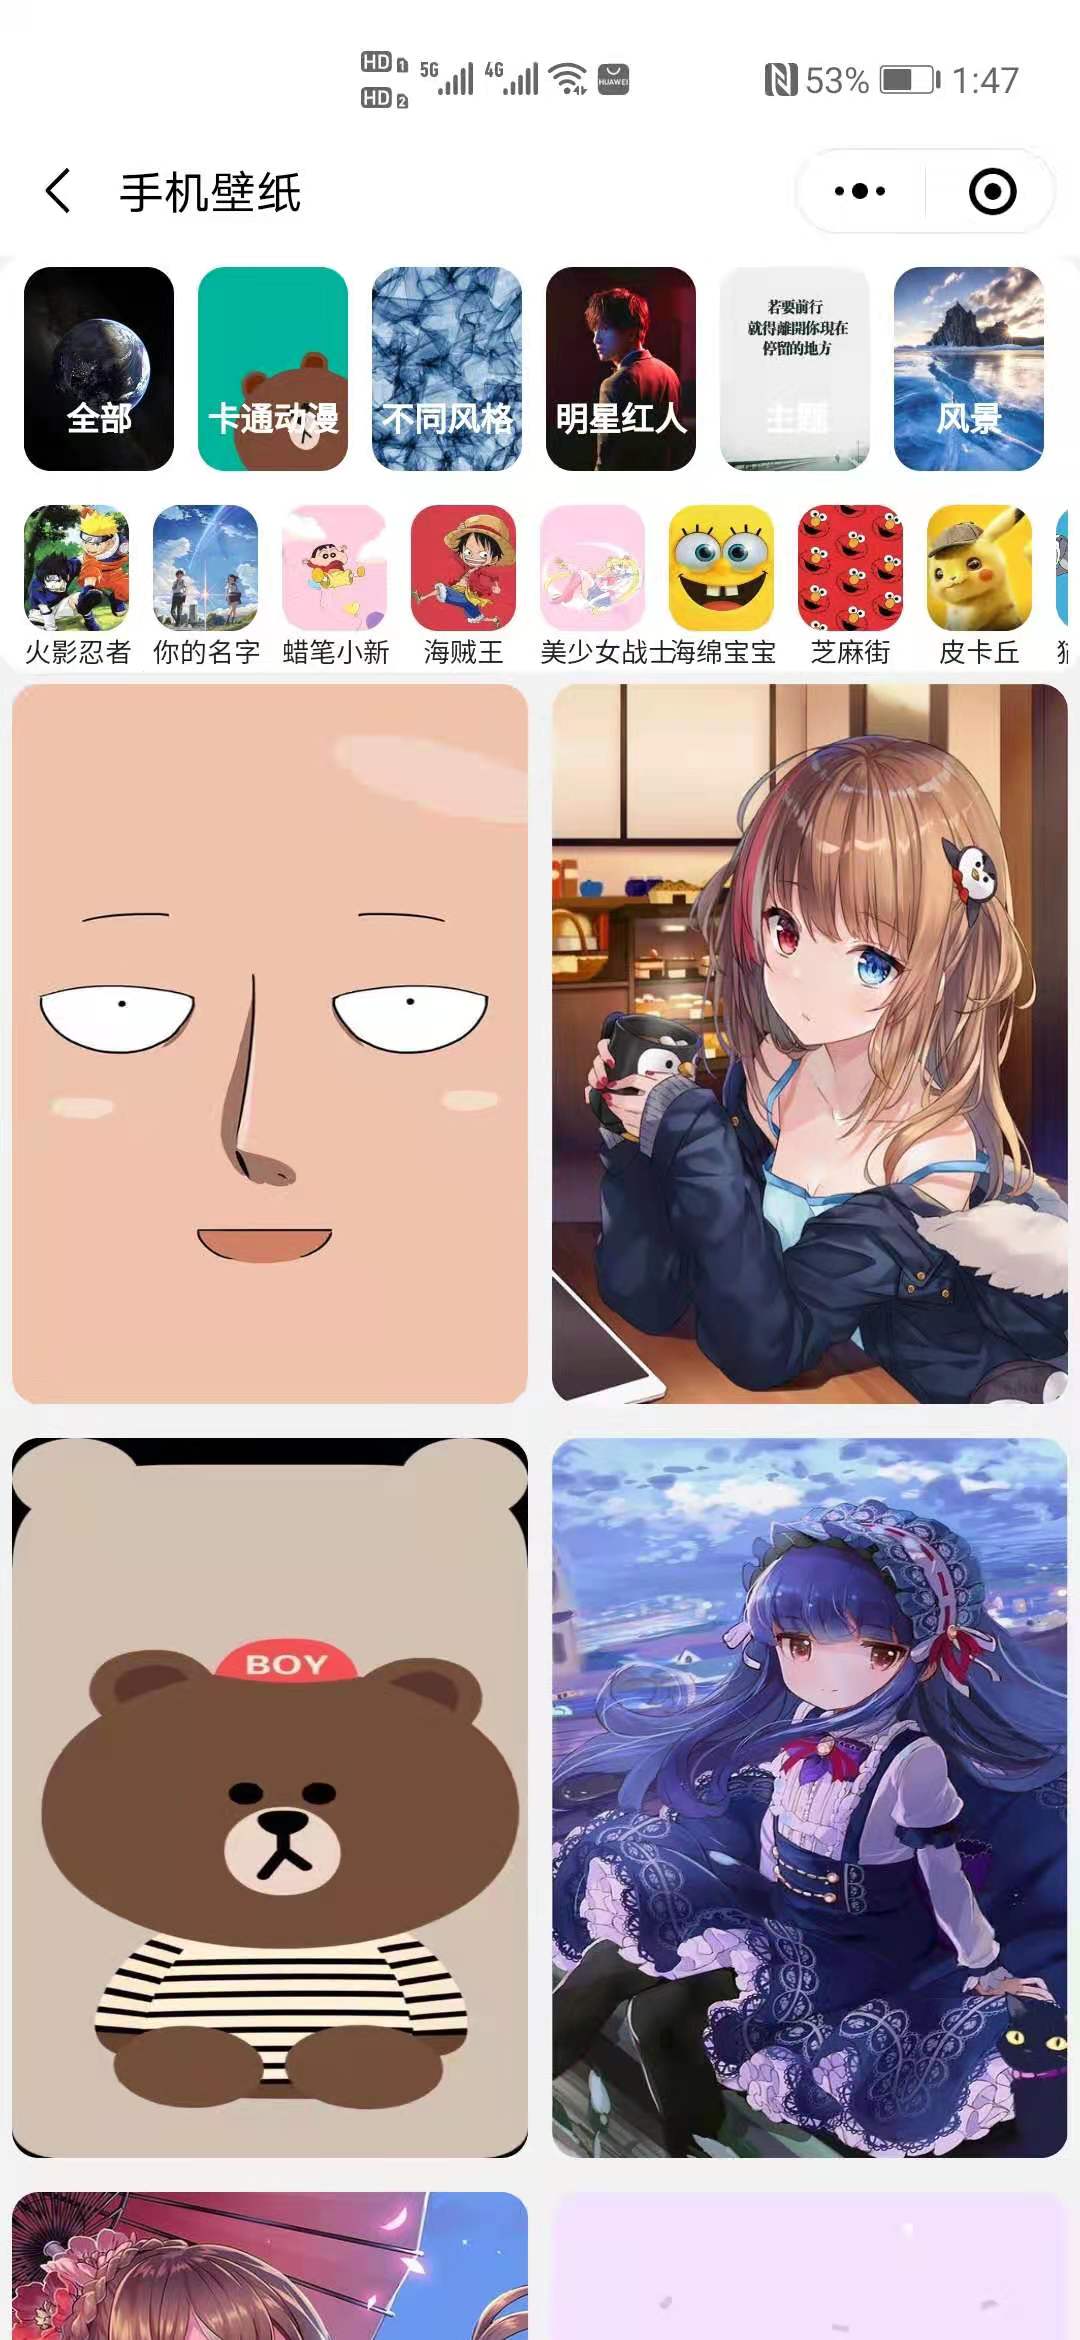 HD 1 5G 4G HUAWEI 53% 1:47
HD 2
手机壁纸
若要前行
就得離開你現在
停留的地方
全部 卡通动漫 不同风格 明星红人 主题 风景
火影忍者 你的名字 蜡笔小新 海贼王 美少女战士 海绵宝宝 芝麻街 皮卡丘
BOY